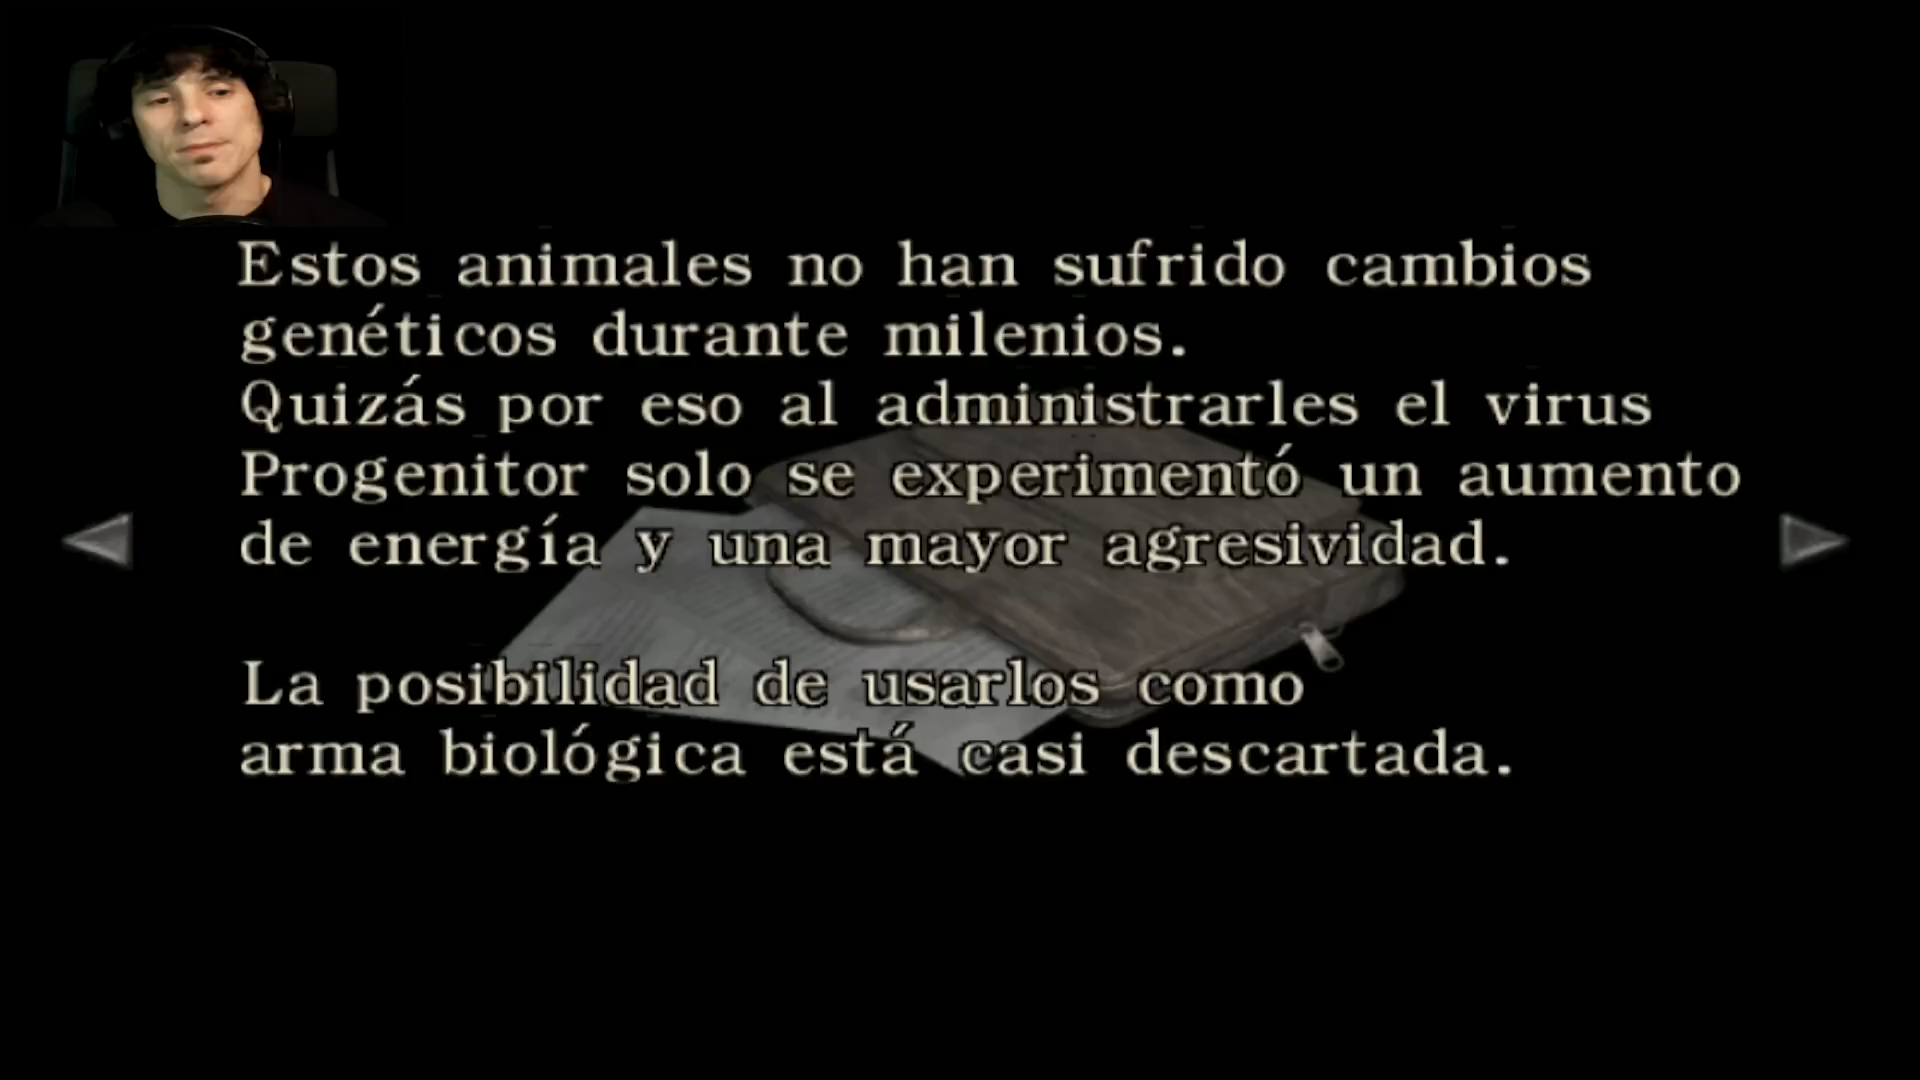 Estos animales no han sufrido cambios
genéticos durante milenios.
Quizás por eso al administrarles el virus
Progenitor solo se experimentó un aumento
de energía y una mayor agresividad.
La posibilidad de usarlos como
arma biológica está casi descartada.